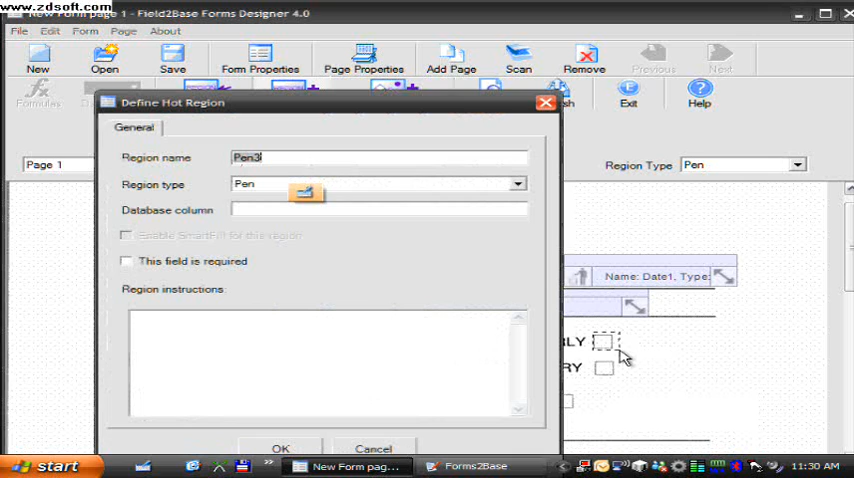 www.zdsoft.com
New Form page 1 - Field2Base Forms Designer 4.0
File Edit Form Page About
New Open Save Form Properties Page Properties Add Page Scan Remove Previous Next
Formulas Exit Help
Define Hot Region
General
Page 1
Region Type Pen
Region name Pen3
Region type Pen
Database column
Enable SmartFill for this region
This field is required
Region instructions:
Name: Date1, Type:
OK Cancel
start New Form pag... Forms2Base 11:30 AM